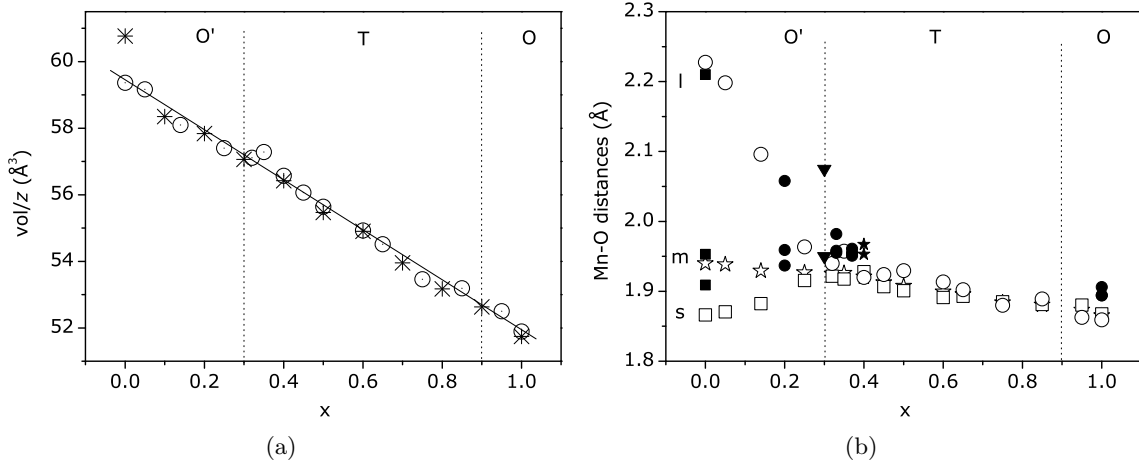 O' T O
60
58
56
54
52
vol/z (Å³)
0.0 0.2 0.4 0.6 0.8 1.0
x
(a)
2.3
2.2
2.1
2.0
1.9
1.8
Mn-O distances (Å)
O' T O
l
m
s
0.0 0.2 0.4 0.6 0.8 1.0
x
(b)